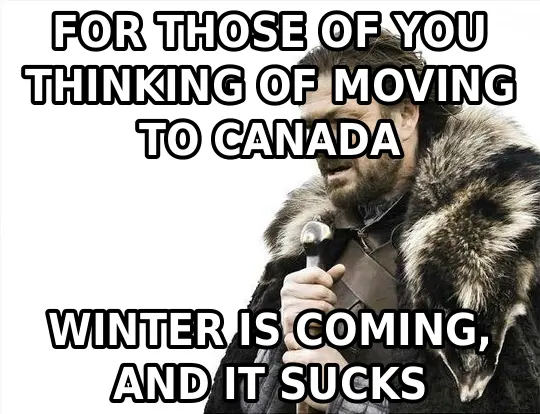 FOR THOSE OF YOU
THINKING OF MOVING
TO CANADA
WINTER IS COMING,
AND IT SUCKS